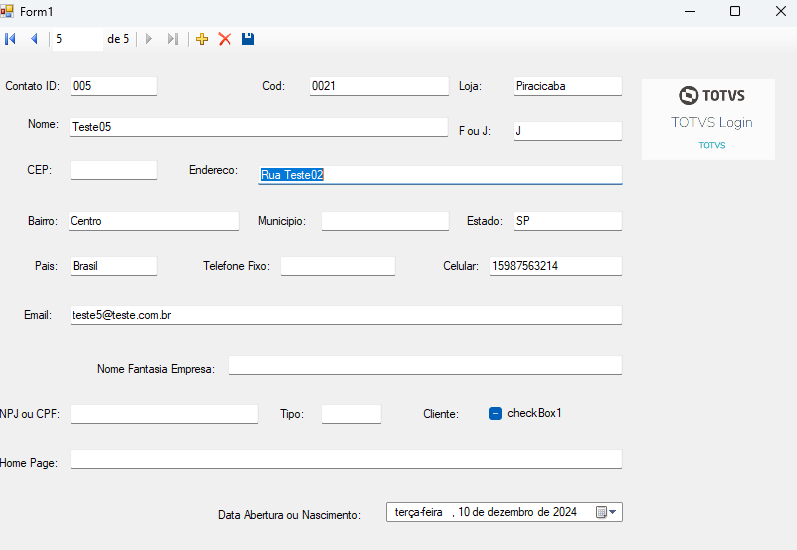 Form1
5 de 5
Contato ID: 005 Cod: 0021 Loja: Piracicaba
TOTVS
Nome: Teste05 F ou J: J
TOTVS Login
TOTVS
CEP: Endereco: Rua Teste02
Bairro: Centro Municipio: Estado: SP
Pais: Brasil Telefone Fixo: Celular: 15987563214
Email: teste5@teste.com.br
Nome Fantasia Empresa:
NPJ ou CPF: Tipo: Cliente: checkBox1
Home Page:
Data Abertura ou Nascimento: terça-feira , 10 de dezembro de 2024